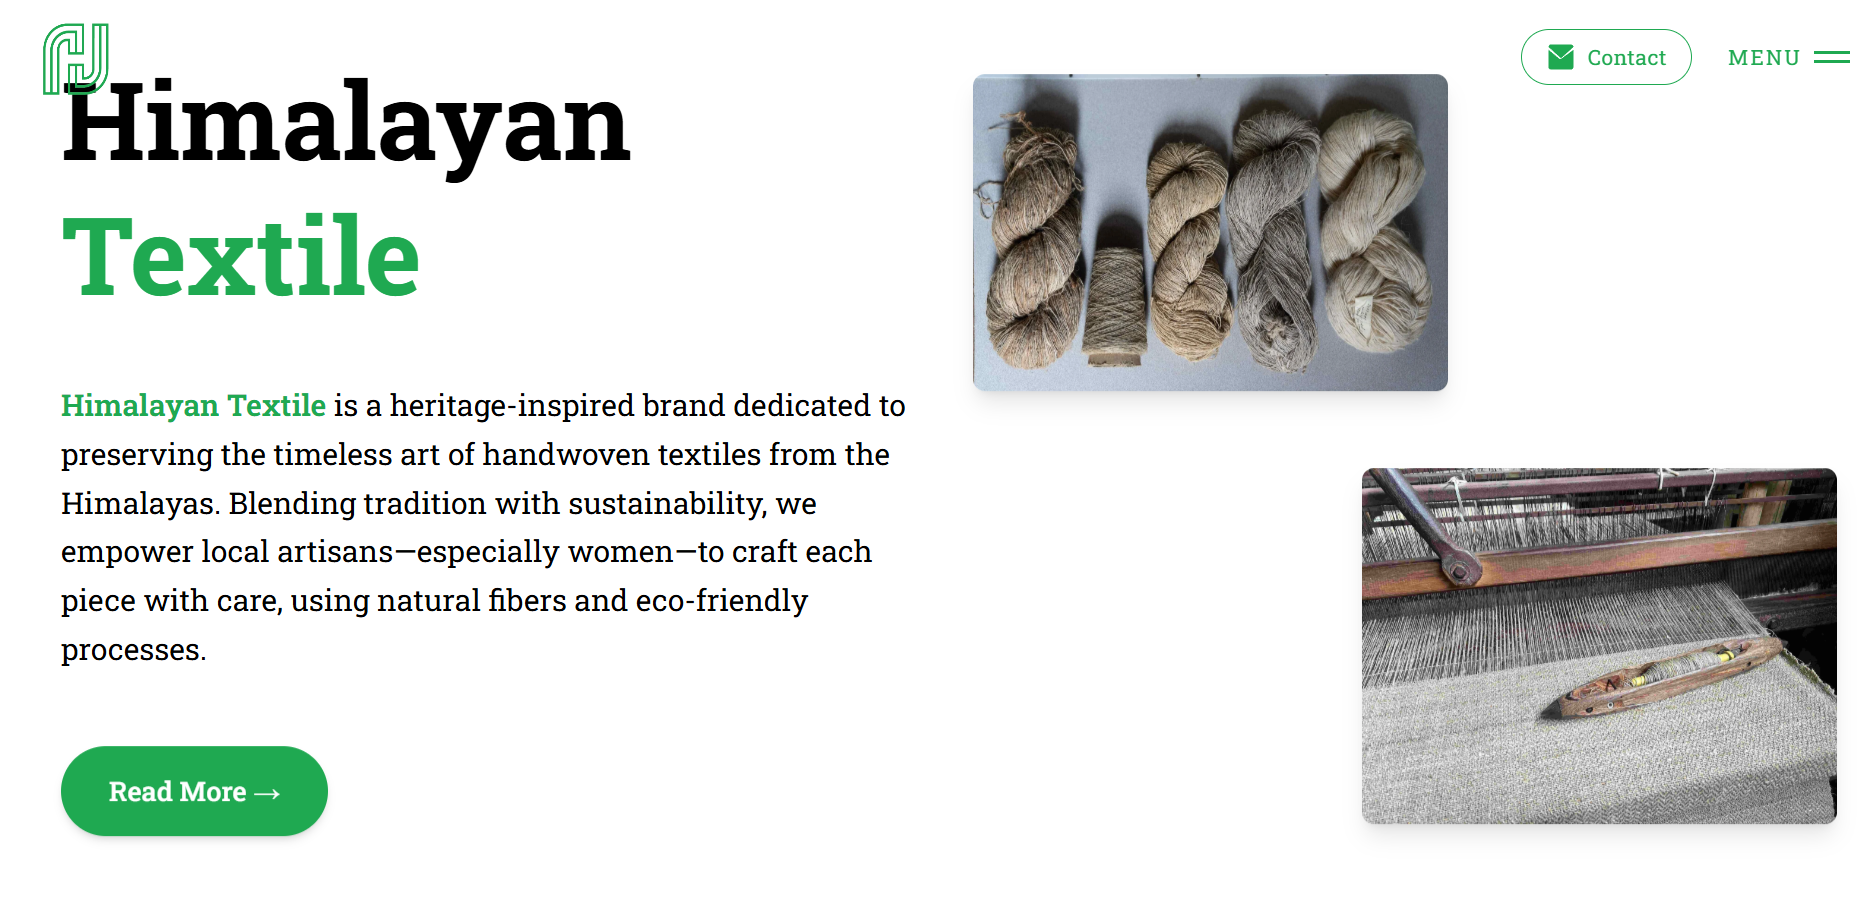 Contact
MENU
Himalayan
Textile
Himalayan Textile is a heritage-inspired brand dedicated to
preserving the timeless art of handwoven textiles from the
Himalayas. Blending tradition with sustainability, we
empower local artisans—especially women—to craft each
piece with care, using natural fibers and eco-friendly
processes.
Read More →